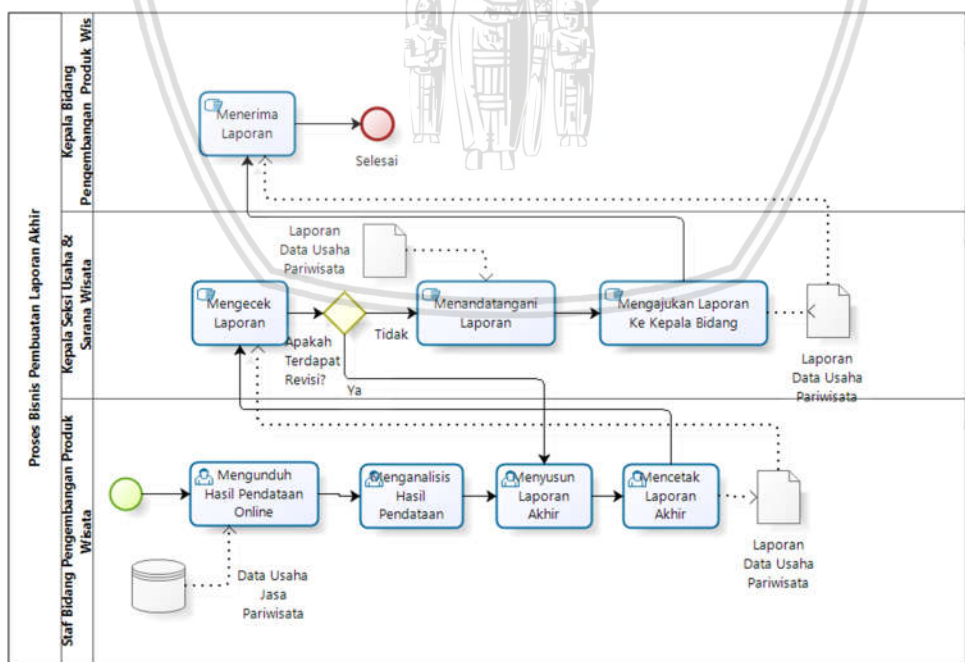 Proses Bisnis Pembuatan Laporan Akhir
Kepala Bidang
Pengembangan Produk Wis
Menerima
Laporan
Selesai
Kepala Seksi Usaha &
Sarana Wisata
Laporan
Data Usaha
Pariwisata
Mengecek
Laporan
Apakah
Terdapat
Revisi?
Tidak
Ya
Menandatangani
Laporan
Mengajukan Laporan
Ke Kepala Bidang
Laporan
Data Usaha
Pariwisata
Staf Bidang Pengembangan Produk
Wisata
Mengunduh
Hasil Pendataan
Online
Menganalisis
Hasil
Pendataan
Menyusun
Laporan
Akhir
Mencetak
Laporan
Akhir
Data Usaha
Jasa
Pariwisata
Laporan
Data Usaha
Pariwisata